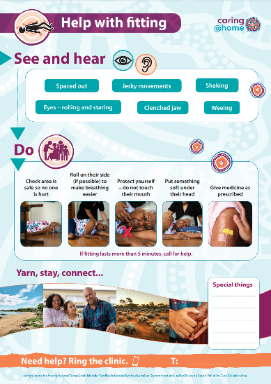 Help with fitting
caring
@home
See and hear
Spaced out
Jerky movements
Shaking
Eyes – rolling and staring
Clenched jaw
Weeing
Do
Check area is
safe so no one
is hurt
Roll on their side
(if possible) to
make breathing
easier
Protect yourself
– do not touch
their mouth
Put something
soft under
their head
Give medicine as
prescribed
If fitting lasts more than 5 minutes, call for help.
Yarn, stay, connect...
Special things
Need help? Ring the clinic.
T: